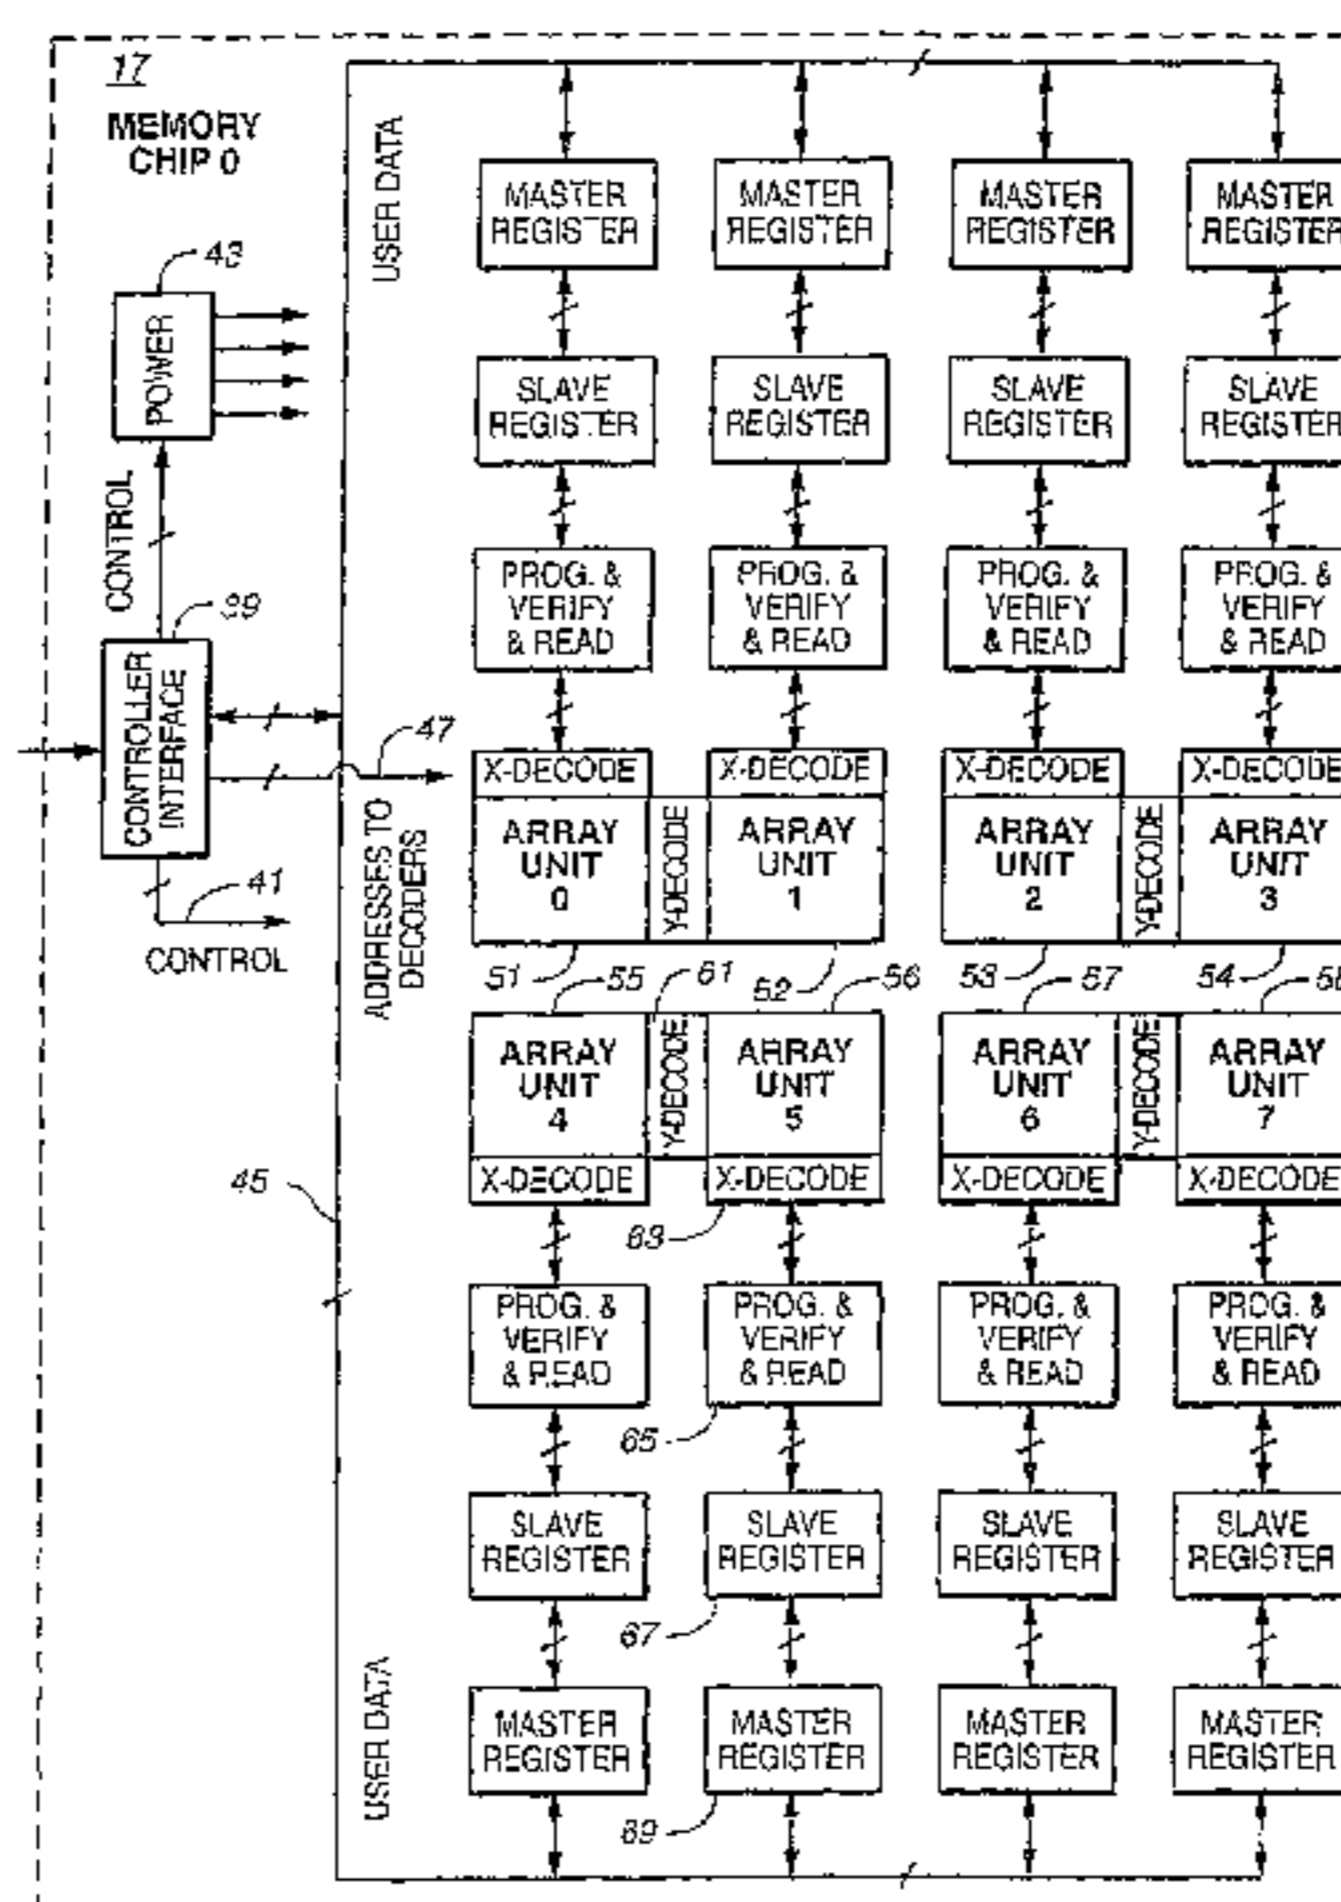 17
MEMORY
CHIP 0
USER DATA
MASTER
REGISTER
MASTER
REGISTER
MASTER
REGISTER
MASTER
REGISTER
43
POWER
SLAVE
REGISTER
SLAVE
REGISTER
SLAVE
REGISTER
SLAVE
REGISTER
CONTROL
PROG. &
VERIFY
& READ
PROG. &
VERIFY
& READ
PROG. &
VERIFY
& READ
PROG. &
VERIFY
& READ
39
CONTROLLER
INTERFACE
47
ADDRESSES TO
DECODERS
X-DECODE
X-DECODE
X-DECODE
X-DECODE
ARRAY
UNIT
0
Y-DECODE
ARRAY
UNIT
1
ARRAY
UNIT
2
Y-DECODE
ARRAY
UNIT
3
41
CONTROL
51
55
61
52
56
53
57
54
58
ARRAY
UNIT
4
Y-DECODE
ARRAY
UNIT
5
ARRAY
UNIT
6
Y-DECODE
ARRAY
UNIT
7
X-DECODE
X-DECODE
X-DECODE
X-DECODE
45
63
PROG. &
VERIFY
& READ
PROG. &
VERIFY
& READ
PROG. &
VERIFY
& READ
PROG. &
VERIFY
& READ
65
SLAVE
REGISTER
SLAVE
REGISTER
SLAVE
REGISTER
SLAVE
REGISTER
67
USER DATA
MASTER
REGISTER
MASTER
REGISTER
MASTER
REGISTER
MASTER
REGISTER
69